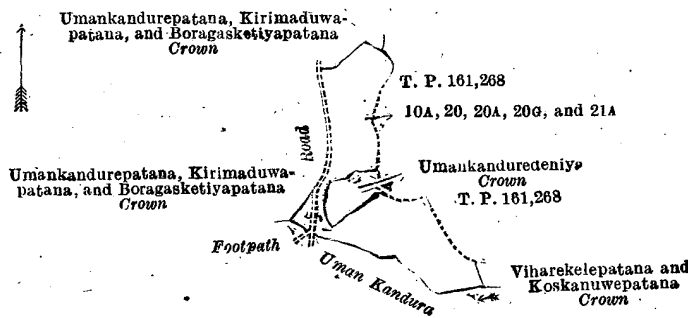 Umankandurepatana, Kirimaduwa-
patana, and Boragasketiyapatana
Crown
T. P. 161,268
10A, 20, 20A, 20G, and 21A
Road
Umankandurepatana, Kirimaduwa-
patana, and Boragasketiyapatana
Crown
Umankanduredeniya
Crown
T. P. 161,268
Footpath
Uman Kandura
Viharekelepatana and
Koskanuwepatana
Crown